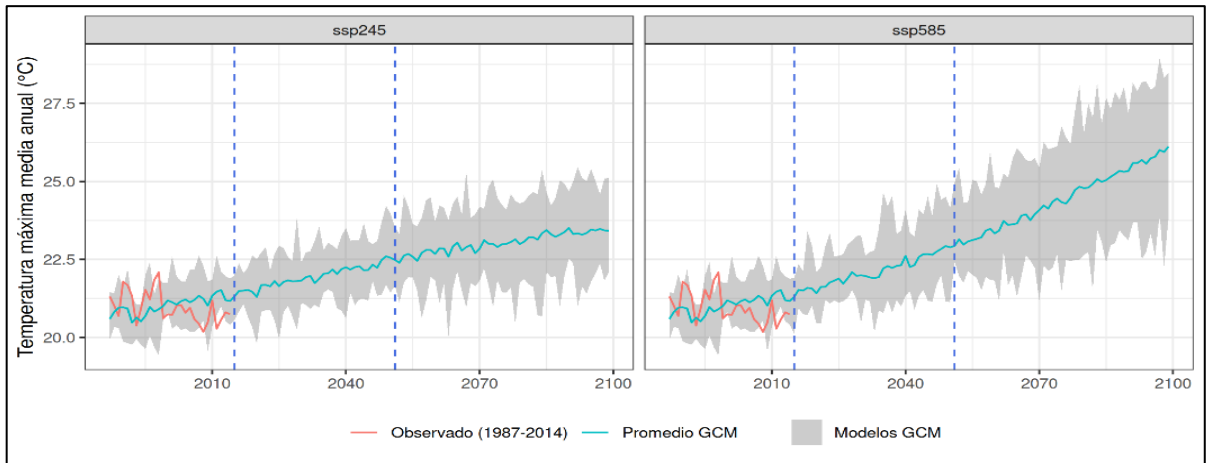 ssp245
ssp585
Temperatura máxima media anual (°C)
27.5
25.0
22.5
20.0
2010
2040
2070
2100
2010
2040
2070
2100
Observado (1987-2014)
Promedio GCM
Modelos GCM